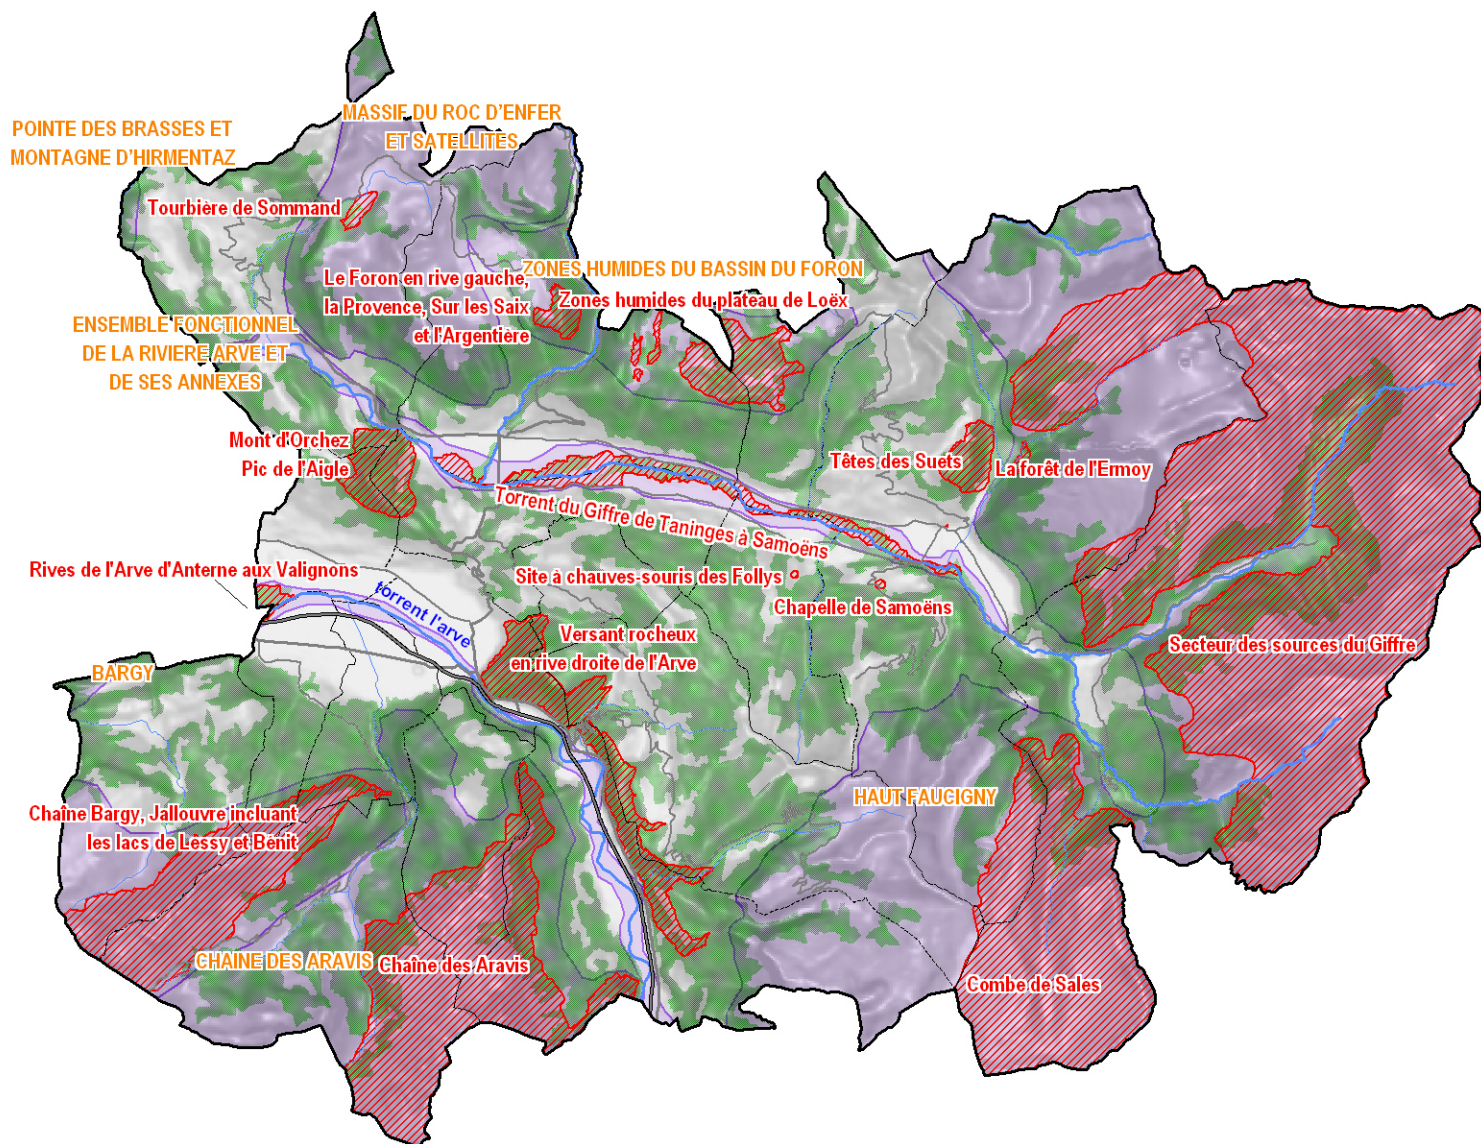 MASSIF DU ROC D'ENFER
ET SATELLITES
POINTE DES BRASSES ET
MONTAGNE D'HIRMENTAZ
Tourbière de Sommand
ZONES HUMIDES DU BASSIN DU FORON
Le Foron en rive gauche,
la Provence, Sur les Saix
et l'Argentière
Zones humides du plateau de Loëx
ENSEMBLE FONCTIONNEL
DE LA RIVIERE ARVE ET
DE SES ANNEXES
Mont d'Orchez
Pic de l'Aigle
Têtes des Suets
La forêt de l'Ermoy
Torrent du Giffre de Taninges à Samoëns
Rives de l'Arve d'Anterne aux Valignons
torrent l'arve
Site à chauves-souris des Follys
Chapelle de Samoëns
Versant rocheux
en rive droite de l'Arve
Secteur des sources du Giffre
BARGY
HAUT FAUCIGNY
Chaîne Bargy, Jallouvre incluant
les lacs de Lessy et Bénit
CHAINE DES ARAVIS
Chaîne des Aravis
Combe de Sales